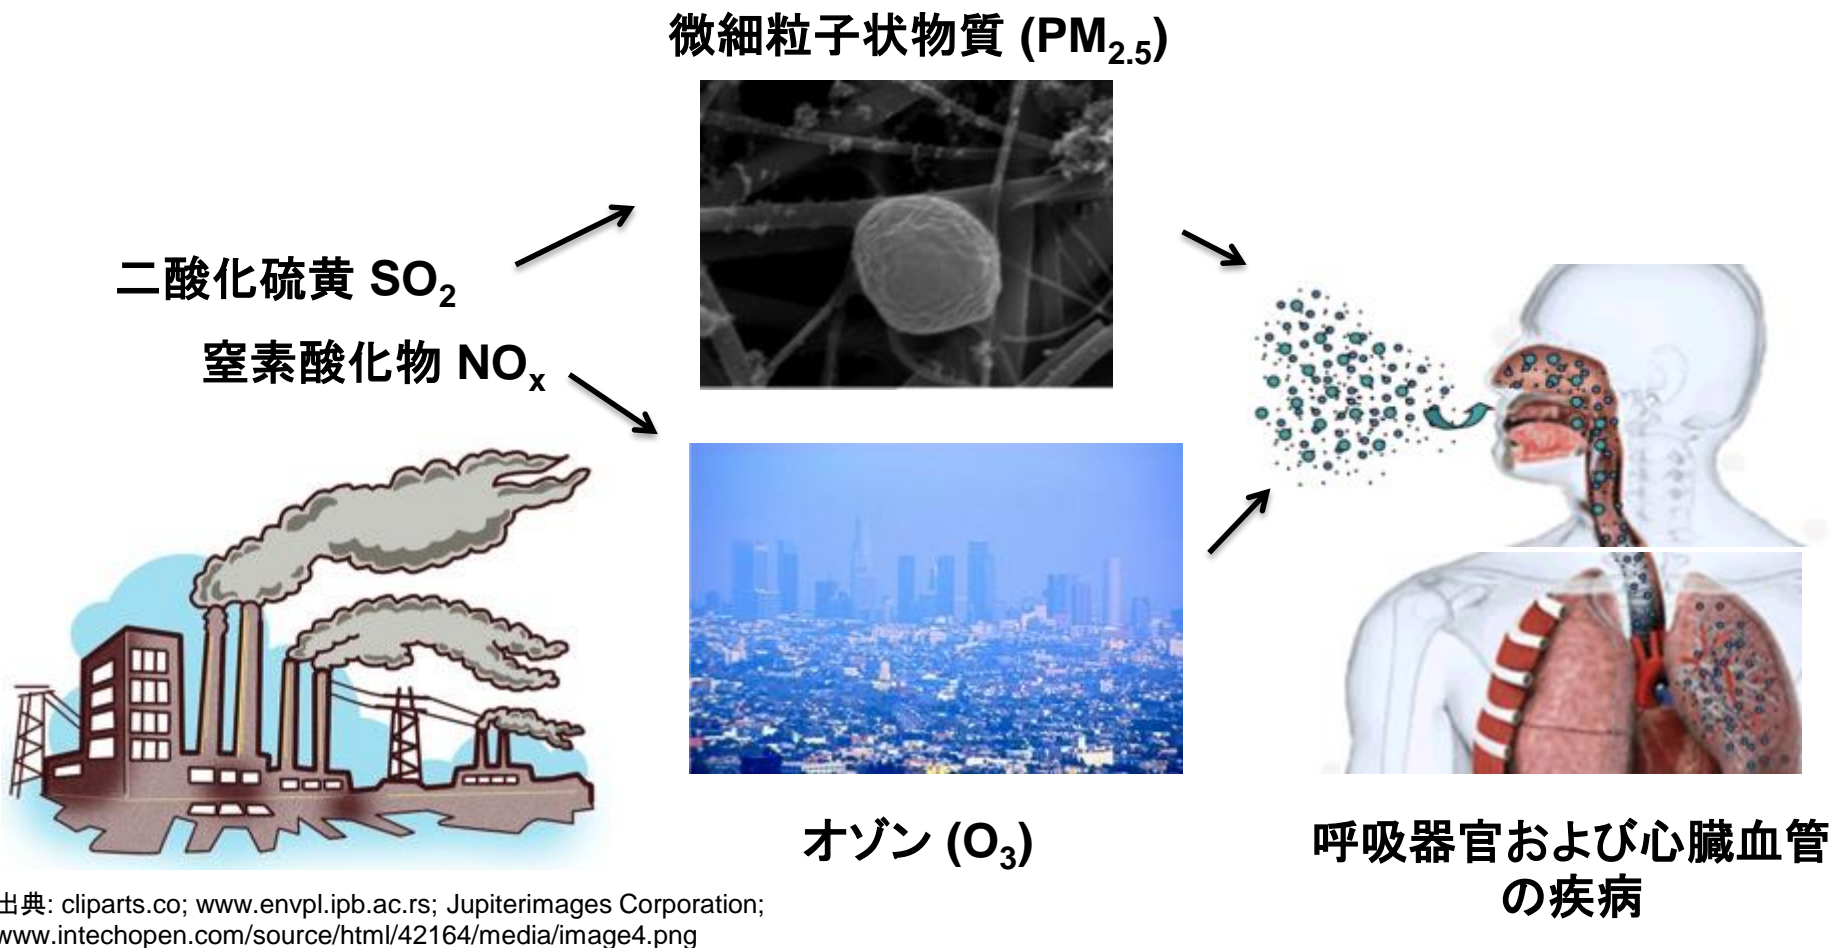 微細粒子状物質 (PM2.5)
二酸化硫黄 SO2
窒素酸化物 NOx
オゾン (O3)
呼吸器官および心臓血管
の疾病
出典: cliparts.co; www.envpl.ipb.ac.rs; Jupiterimages Corporation;
www.intechopen.com/source/html/42164/media/image4.png